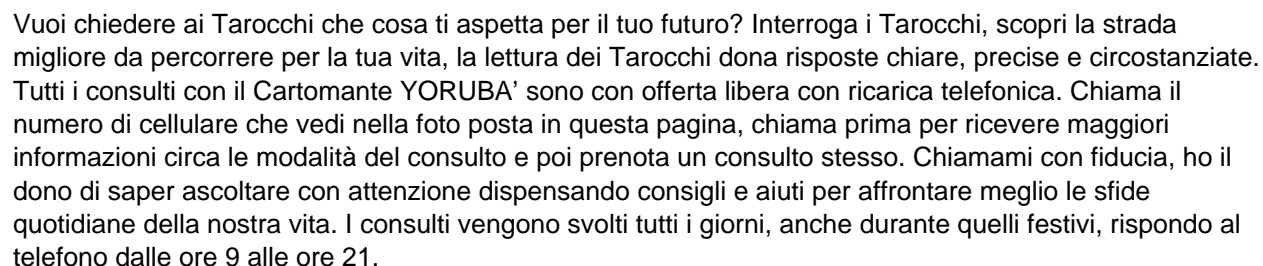 Vuoi chiedere ai Tarocchi che cosa ti aspetta per il tuo futuro? Interroga i Tarocchi, scopri la strada
migliore da percorrere per la tua vita, la lettura dei Tarocchi dona risposte chiare, precise e circostanziate.
Tutti i consulti con il Cartomante YORUBA’ sono con offerta libera con ricarica telefonica. Chiama il
numero di cellulare che vedi nella foto posta in questa pagina, chiama prima per ricevere maggiori
informazioni circa le modalità del consulto e poi prenota un consulto stesso. Chiamami con fiducia, ho il
dono di saper ascoltare con attenzione dispensando consigli e aiuti per affrontare meglio le sfide
quotidiane della nostra vita. I consulti vengono svolti tutti i giorni, anche durante quelli festivi, rispondo al
telefono dalle ore 9 alle ore 21.